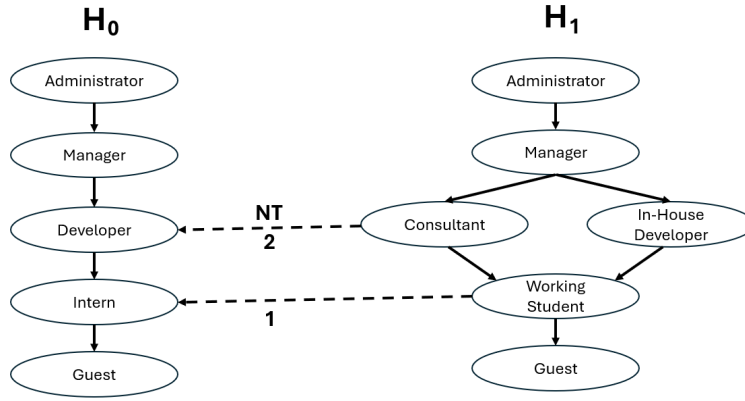 H₀
Administrator
Manager
Developer
Intern
Guest
NT
2
1
H₁
Administrator
Manager
Consultant
In-House
Developer
Working
Student
Guest